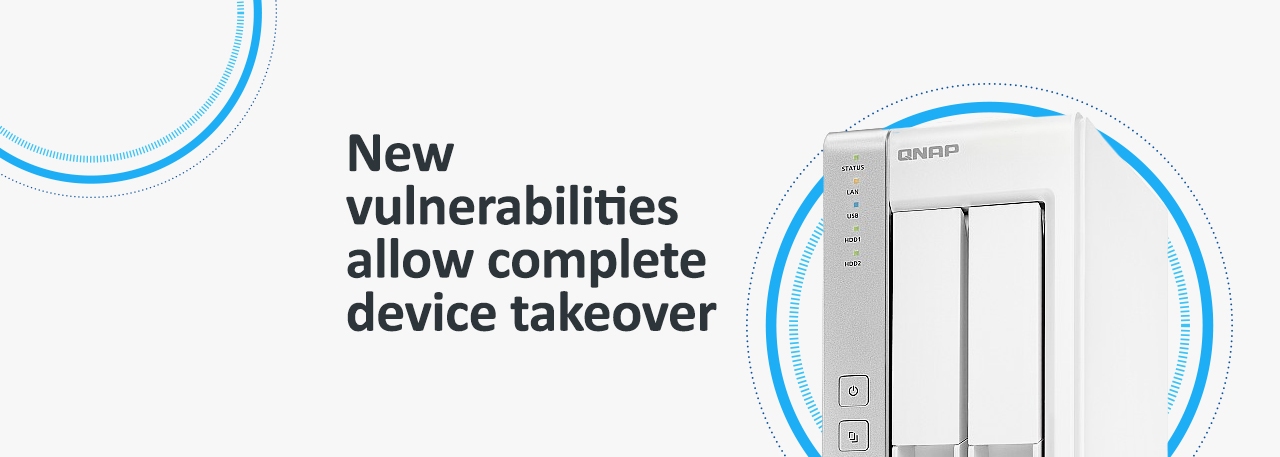 New
vulnerabilities
allow complete
device takeover
QNAP
STATUS
LAN
USB
HDD1
HDD2